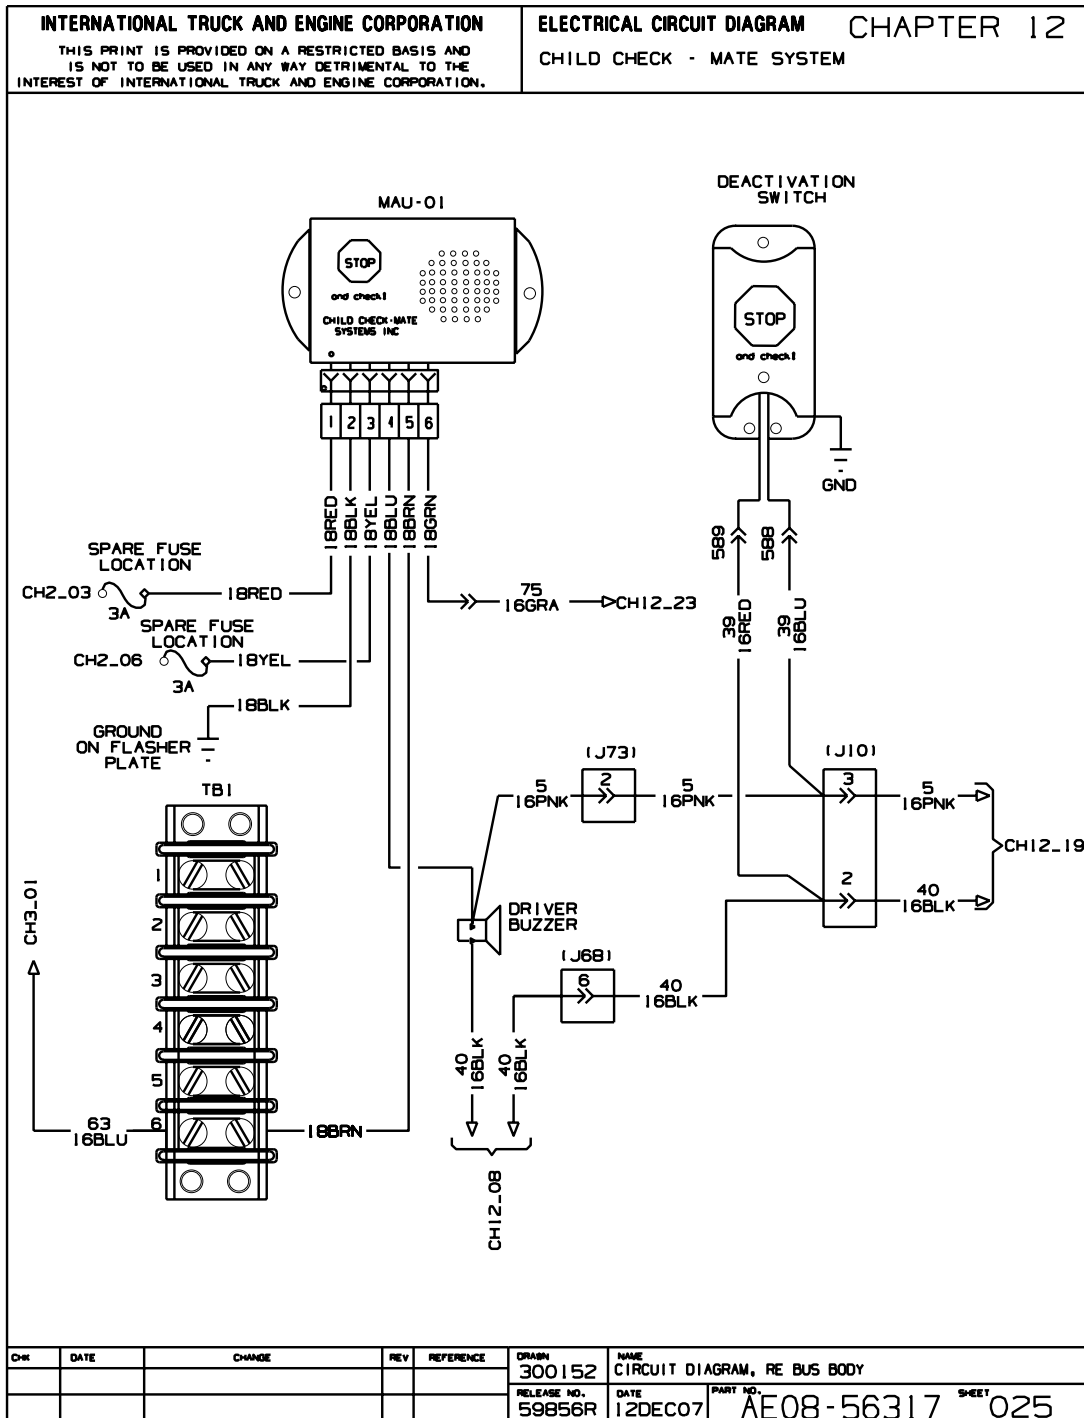 INTERNATIONAL TRUCK AND ENGINE CORPORATION
THIS PRINT IS PROVIDED ON A RESTRICTED BASIS AND
IS NOT TO BE USED IN ANY WAY DETRIMENTAL TO THE
INTEREST OF INTERNATIONAL TRUCK AND ENGINE CORPORATION.
ELECTRICAL CIRCUIT DIAGRAM CHAPTER 12
CHILD CHECK - MATE SYSTEM
MAU-01
STOP
and check!
CHILD CHECK-MATE
SYSTEMS INC
1 2 3 4 5 6
18RED
18BLK
18YEL
18BLU
18BRN
18GRN
DEACTIVATION
SWITCH
STOP
and check!
GND
589
588
39
16RED
39
16BLU
SPARE FUSE
LOCATION
CH2_03
3A
18RED
SPARE FUSE
LOCATION
CH2_06
3A
18YEL
18BLK
GROUND
ON FLASHER
PLATE
75
16GRA
CH12_23
TB1
1
2
3
4
5
6
CH3_01
63
16BLU
18BRN
(J73)
2
5
16PNK
5
16PNK
(J10)
3
2
5
16PNK
40
16BLK
CH12_19
DRIVER
BUZZER
(J68)
6
40
16BLK
40
16BLK
40
16BLK
CH12_08
CHK DATE CHANGE REV REFERENCE
DRAWN
300152
NAME
CIRCUIT DIAGRAM, RE BUS BODY
RELEASE NO.
59856R
DATE
12DEC07
PART NO.
AE08-56317
SHEET
025